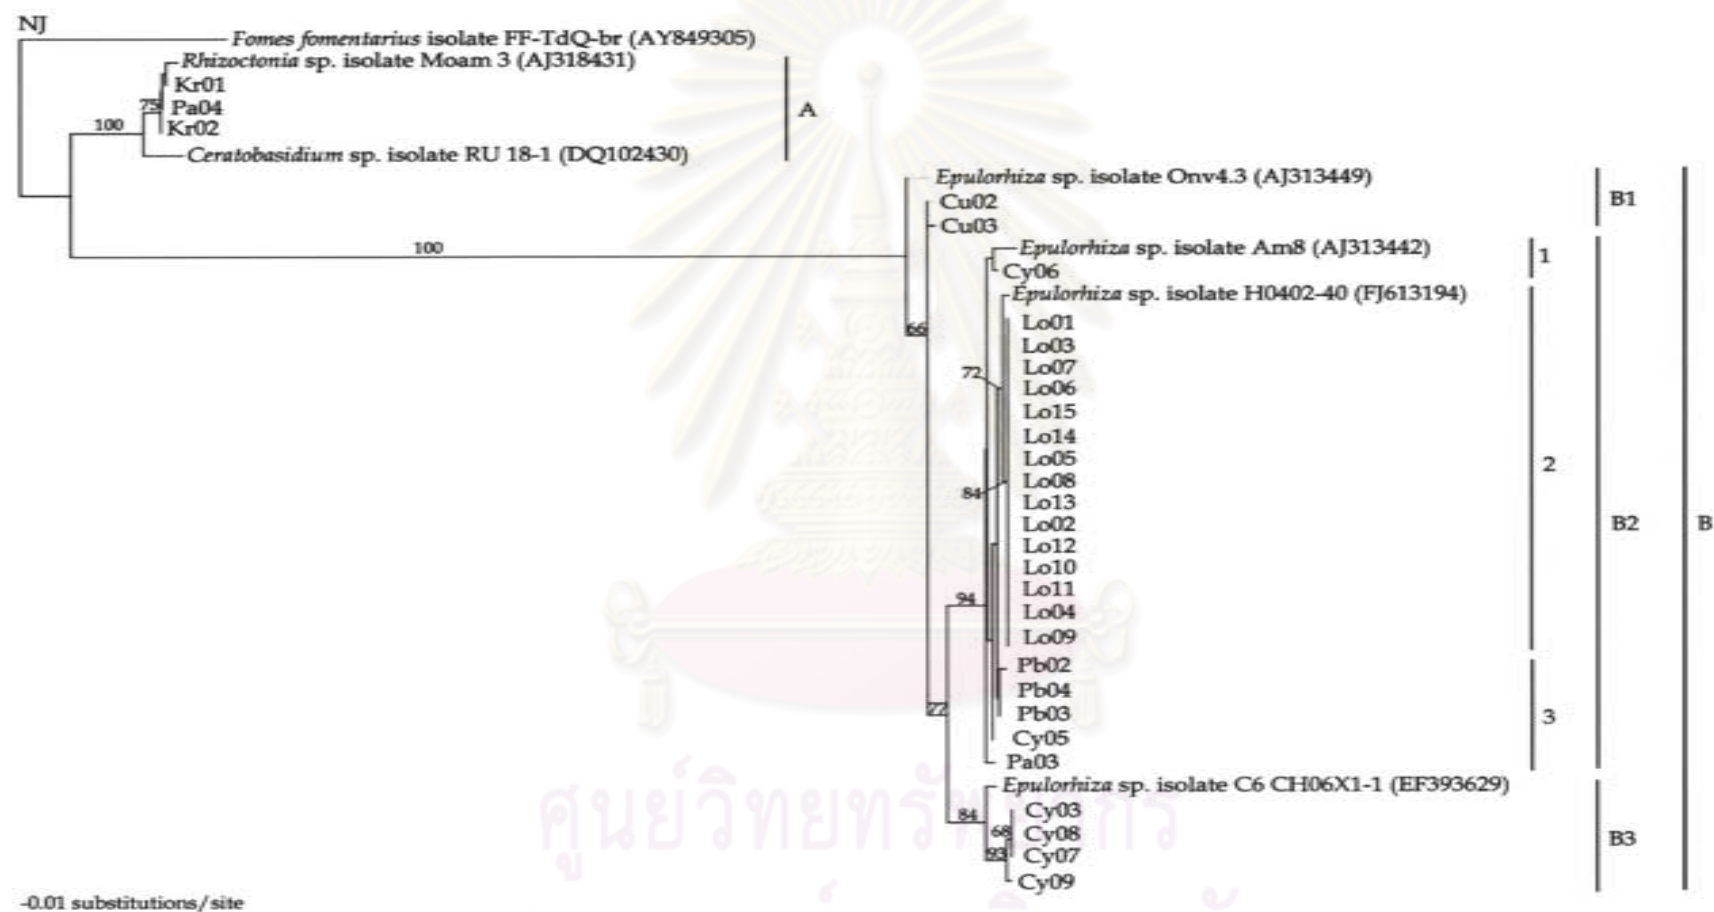 NJ
Fomes fomentarius isolate FF-TdQ-br (AY849305)
Rhizoctonia sp. isolate Moam 3 (AJ318431)
Kr01
75 Pa04
A
100 Kr02
Ceratobasidium sp. isolate RU 18-1 (DQ102430)
Epulorhiza sp. isolate Onv4.3 (AJ313449)
Cu02
B1
Cu03
100
Epulorhiza sp. isolate Am8 (AJ313442)
1
Cy06
Epulorhiza sp. isolate H0402-40 (FJ613194)
Lo01
66
Lo03
Lo07
72
Lo06
Lo15
Lo14
Lo05
2
Lo08
84
Lo13
Lo02
B2
B
Lo12
Lo10
Lo11
94
Lo04
Lo09
Pb02
Pb04
77
Pb03
3
Cy05
Pa03
Epulorhiza sp. isolate C6 CH06X1-1 (EF393629)
84
Cy03
68 Cy08
B3
93 Cy07
Cy09
-0.01 substitutions/site